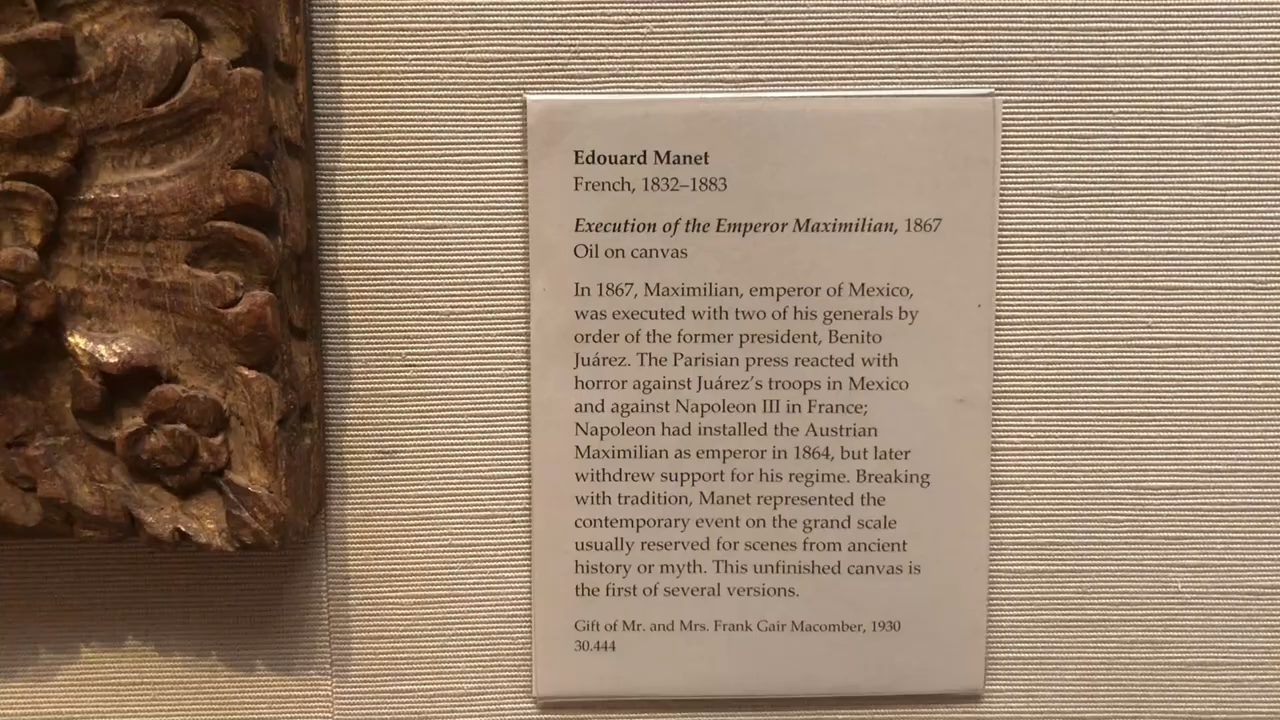 Edouard Manet
French, 1832–1883
Execution of the Emperor Maximilian, 1867
Oil on canvas
In 1867, Maximilian, emperor of Mexico,
was executed with two of his generals by
order of the former president, Benito
Juárez. The Parisian press reacted with
horror against Juárez’s troops in Mexico
and against Napoleon III in France;
Napoleon had installed the Austrian
Maximilian as emperor in 1864, but later
withdrew support for his regime. Breaking
with tradition, Manet represented the
contemporary event on the grand scale
usually reserved for scenes from ancient
history or myth. This unfinished canvas is
the first of several versions.
Gift of Mr. and Mrs. Frank Gair Macomber, 1930
30.444